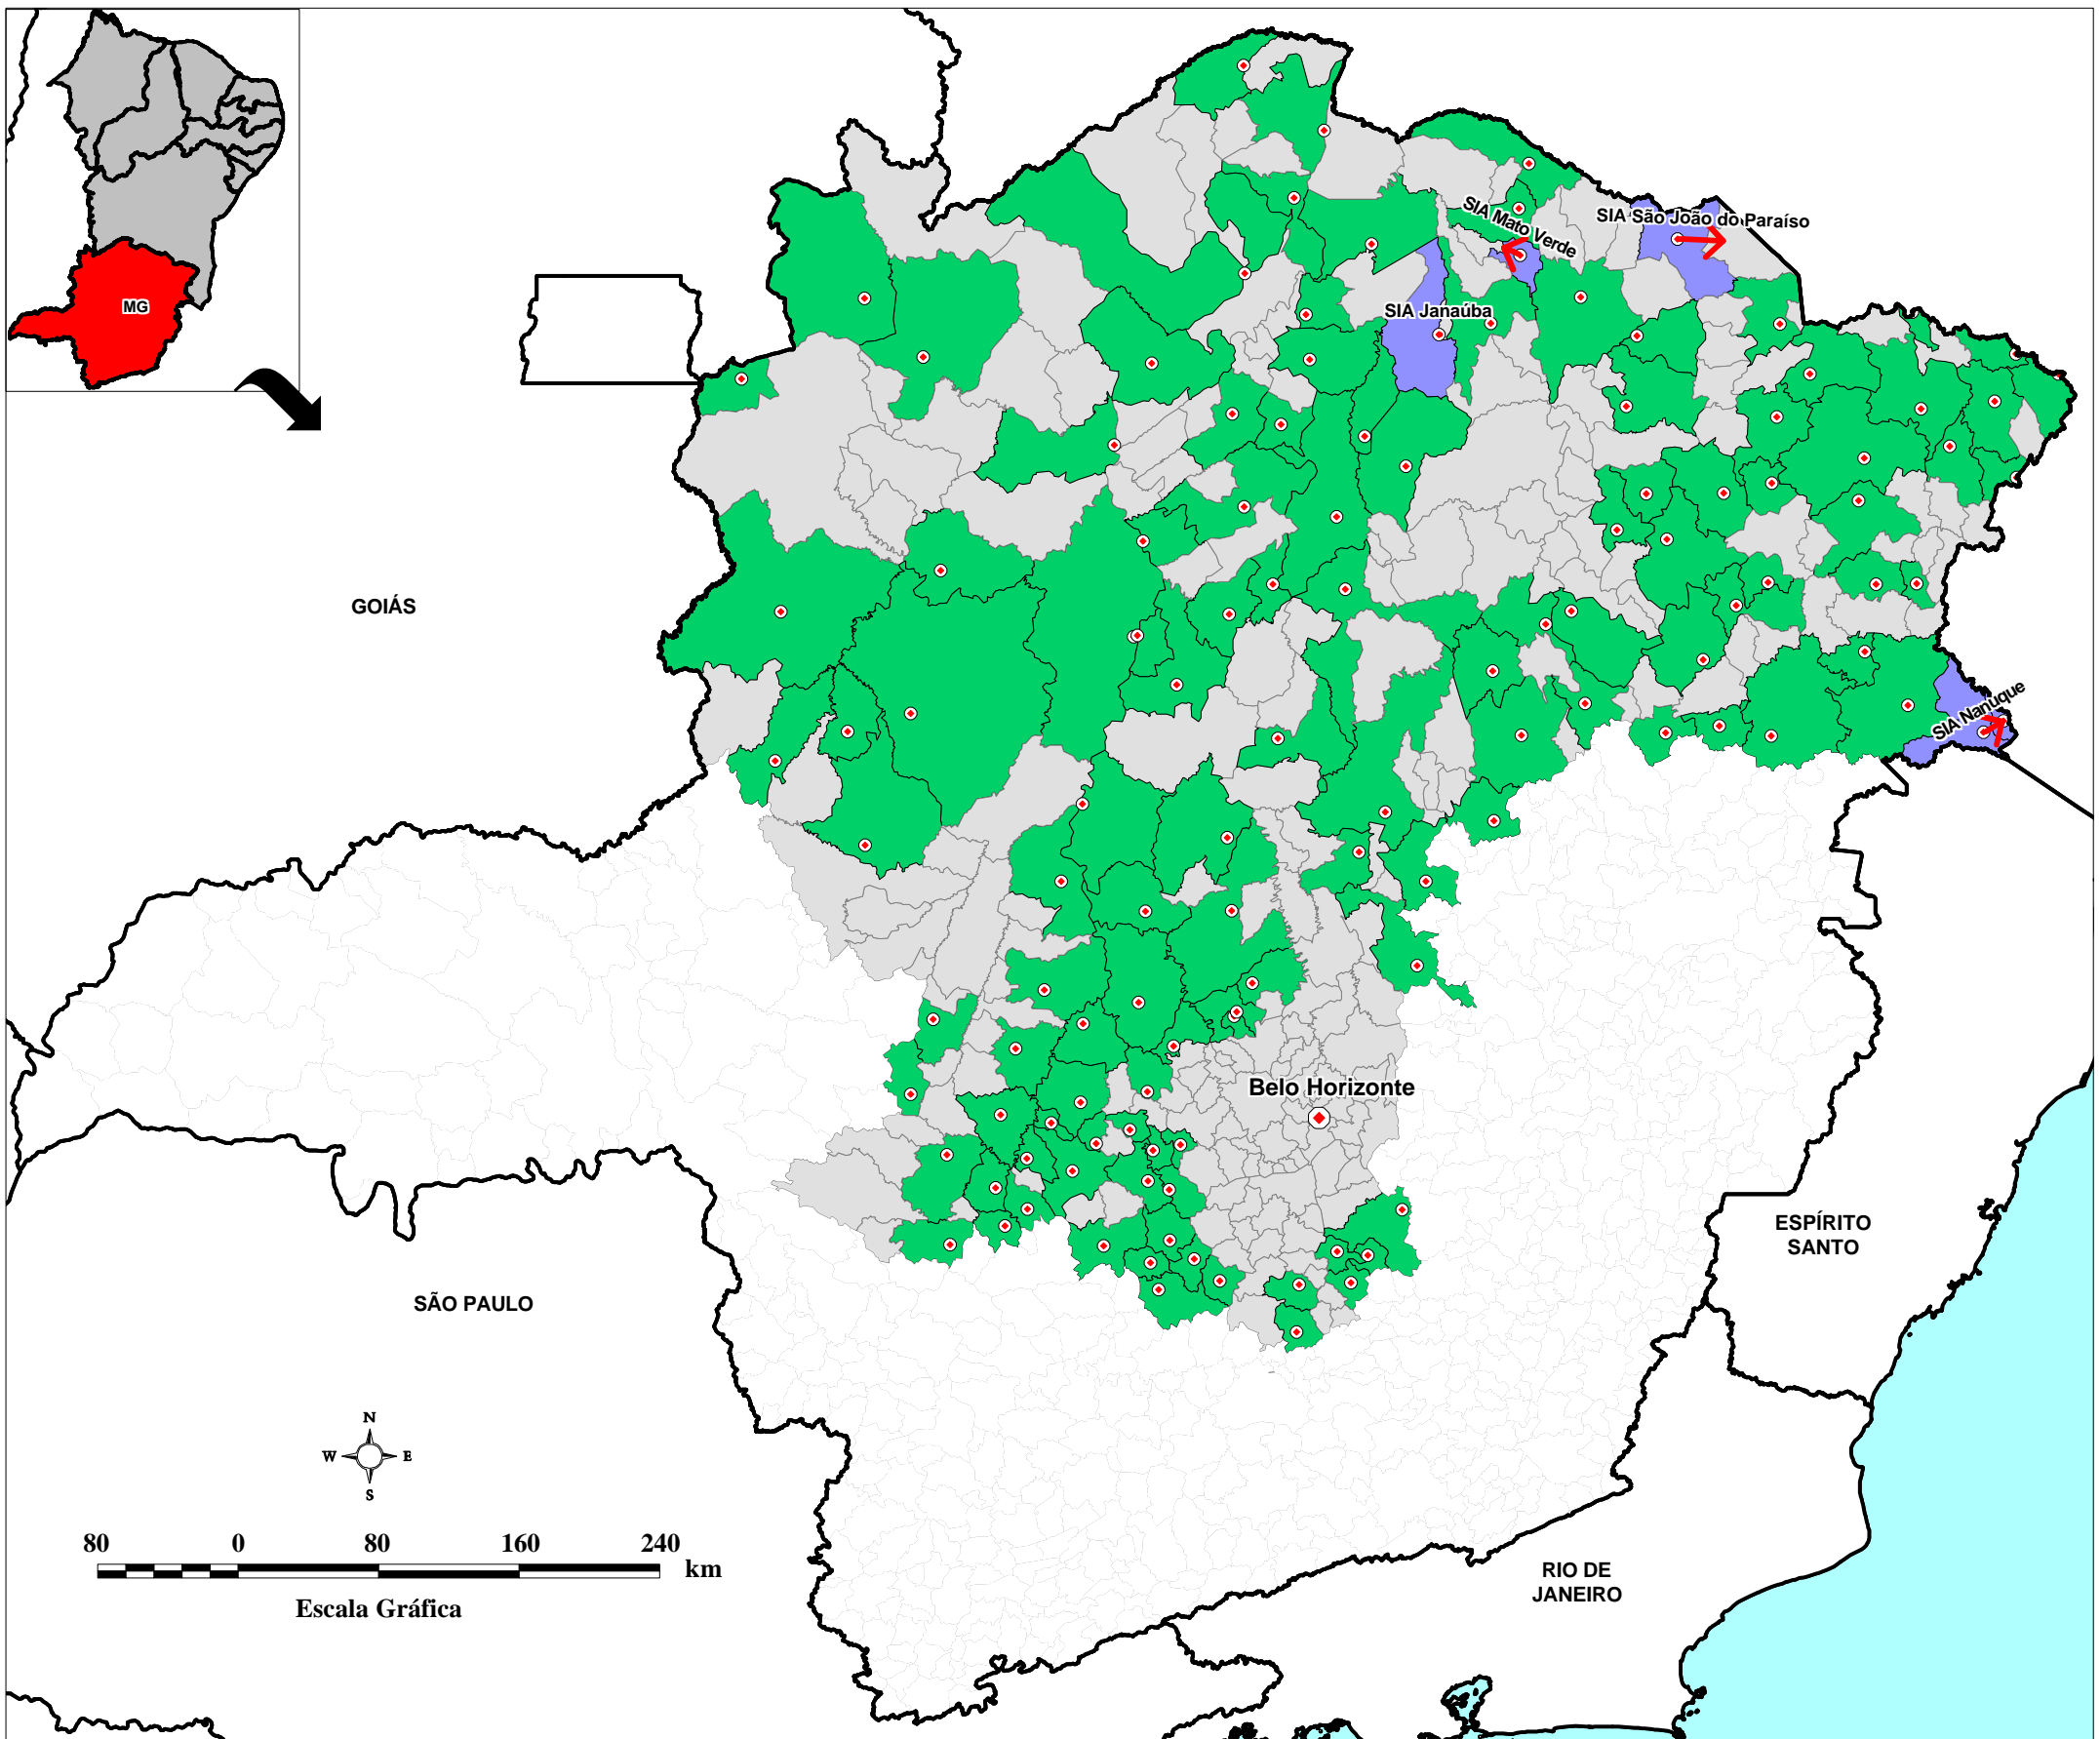 MG
SIA Mato Verde
SIA São João do Paraíso
SIA Janaúba
GOIÁS
SIA Nanuque
Belo Horizonte
ESPÍRITO
SANTO
SÃO PAULO
N
W E
S
80 0 80 160 240
km
Escala Gráfica
RIO DE
JANEIRO